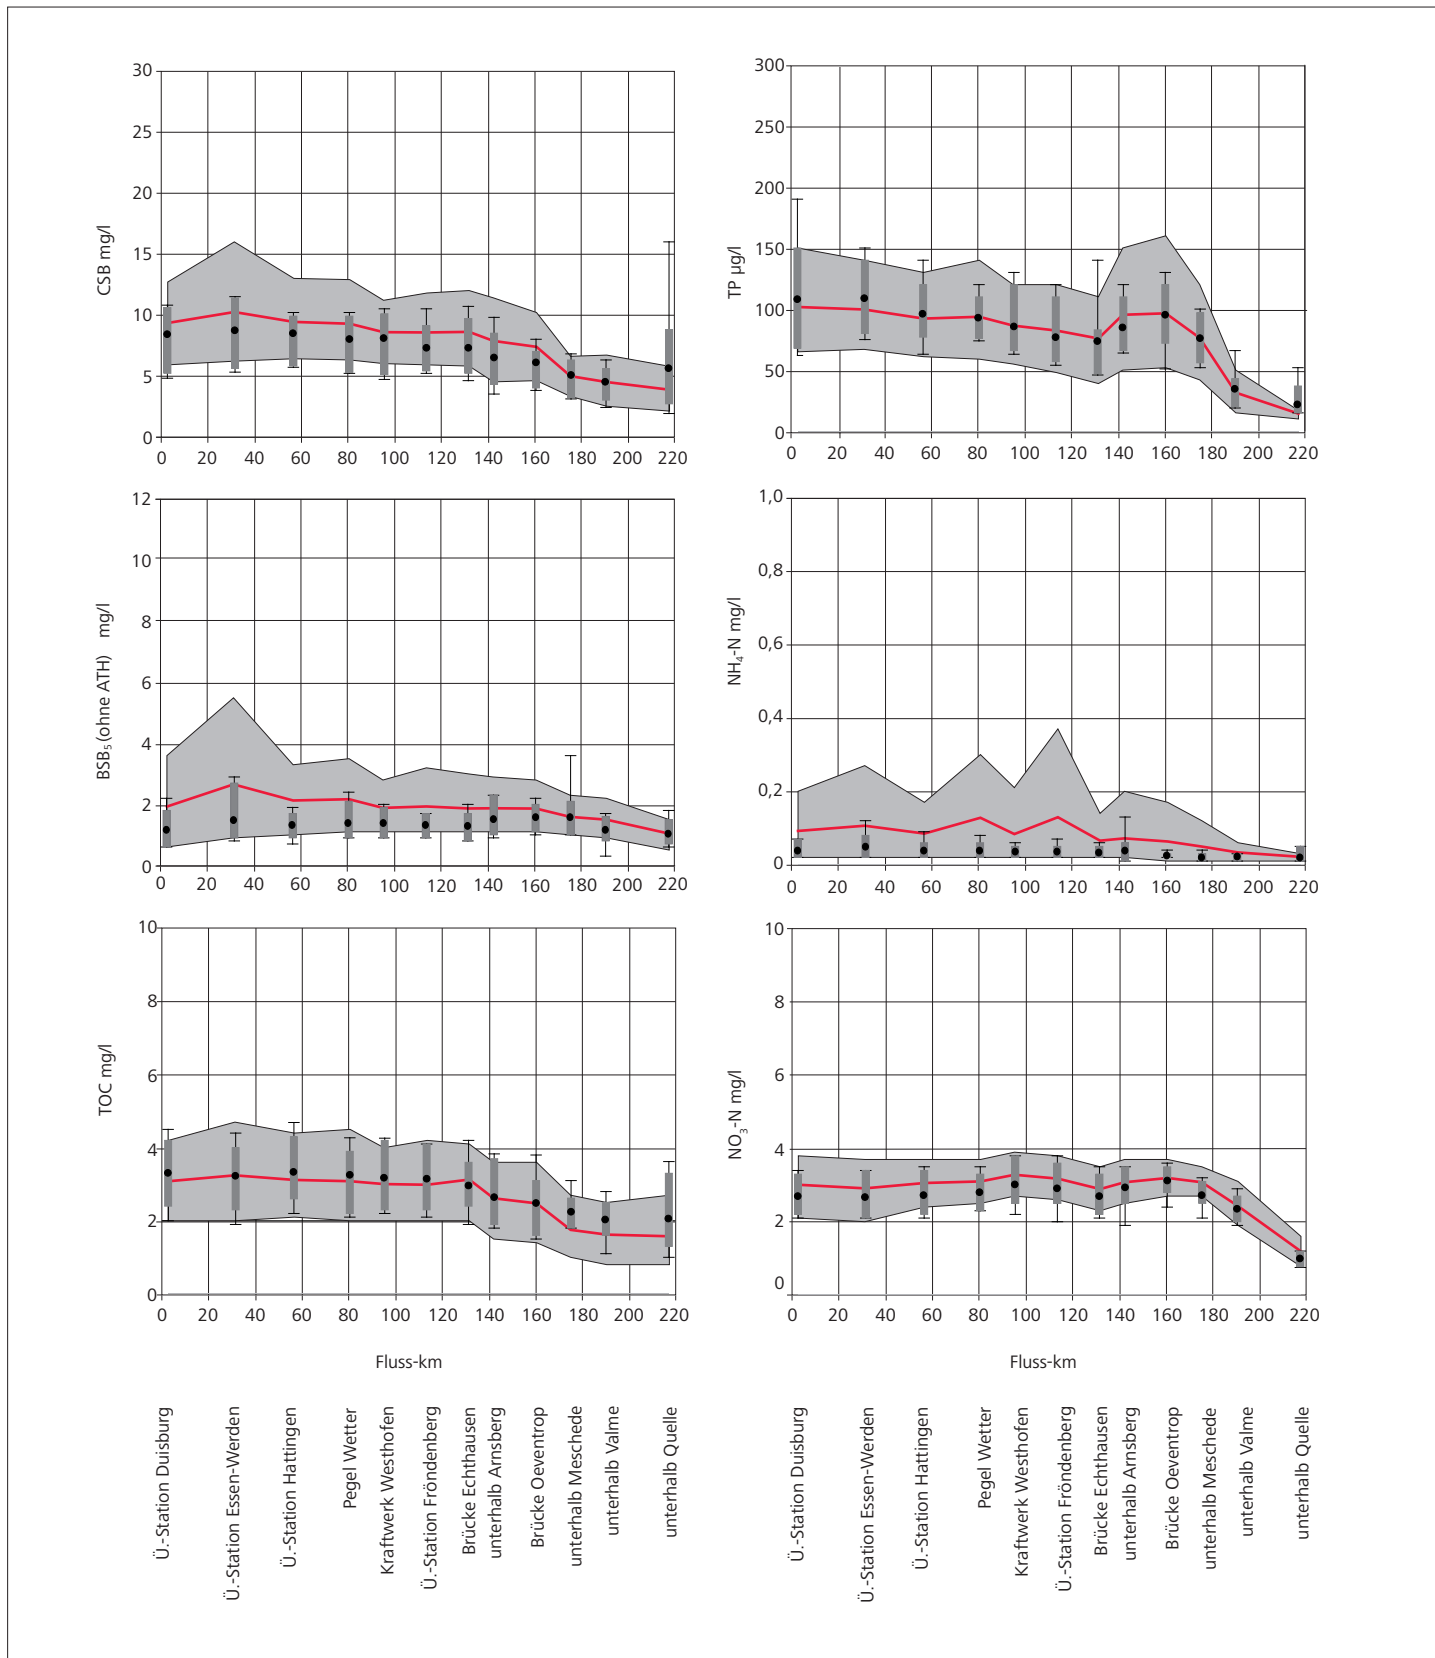 CSB mg/l
30
25
20
15
10
5
0
0 20 40 60 80 100 120 140 160 180 200 220
TP µg/l
300
250
200
150
100
50
0
0 20 40 60 80 100 120 140 160 180 200 220
BSB₅ (ohne ATH) mg/l
12
10
8
6
4
2
0
0 20 40 60 80 100 120 140 160 180 200 220
NH₄-N mg/l
1,0
0,8
0,6
0,4
0,2
0
0 20 40 60 80 100 120 140 160 180 200 220
TOC mg/l
10
8
6
4
2
0
0 20 40 60 80 100 120 140 160 180 200 220
Fluss-km
NO₃-N mg/l
10
8
6
4
2
0
0 20 40 60 80 100 120 140 160 180 200 220
Fluss-km
Ü.-Station Duisburg
Ü.-Station Essen-Werden
Ü.-Station Hattingen
Pegel Wetter
Kraftwerk Westhofen
Ü.-Station Fröndenberg
Brücke Echthausen
unterhalb Arnsberg
Brücke Oeventrop
unterhalb Meschede
unterhalb Valme
unterhalb Quelle
Ü.-Station Duisburg
Ü.-Station Essen-Werden
Ü.-Station Hattingen
Pegel Wetter
Kraftwerk Westhofen
Ü.-Station Fröndenberg
Brücke Echthausen
unterhalb Arnsberg
Brücke Oeventrop
unterhalb Meschede
unterhalb Valme
unterhalb Quelle